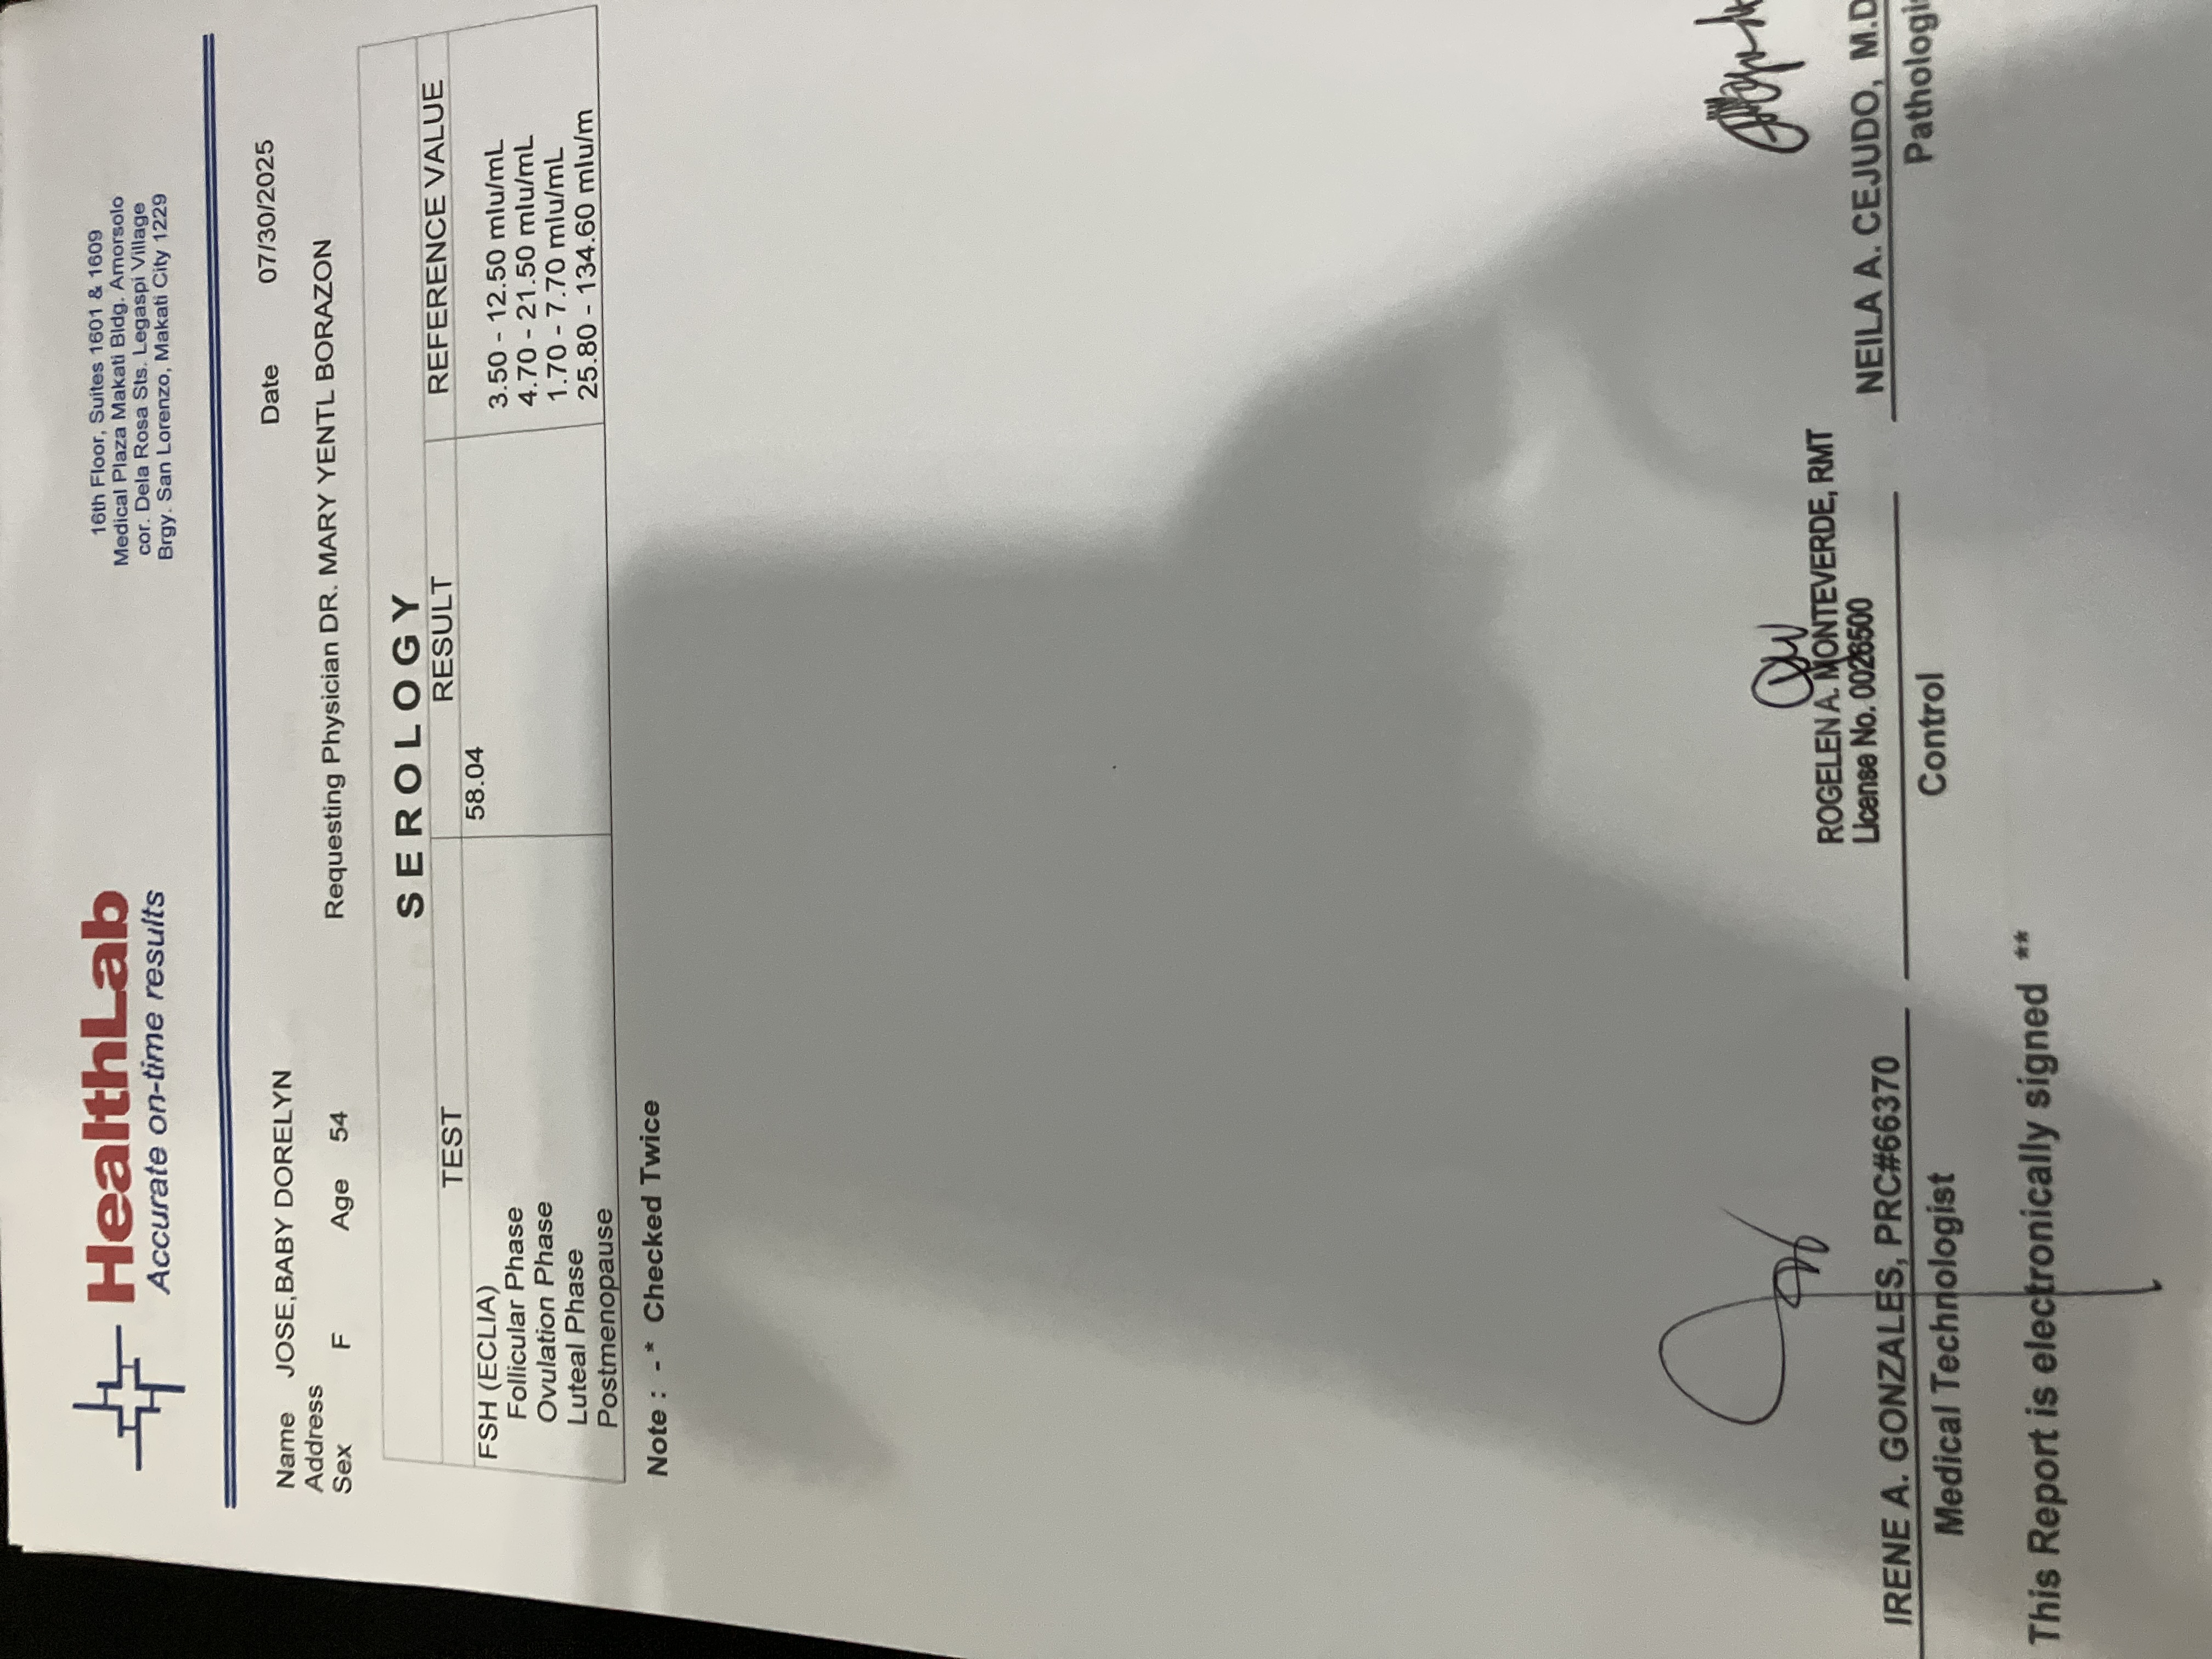 HealthLab
Accurate on-time results
16th Floor, Suites 1601 & 1609
Medical Plaza Makati Bldg. Amorsolo
cor. Dela Rosa Sts. Legaspi Village
Brgy. San Lorenzo, Makati City 1229
Name JOSE,BABY DORELYN Date 07/30/2025
Address
Sex F Age 54 Requesting Physician DR. MARY YENTL BORAZON
SEROLOGY
TEST RESULT REFERENCE VALUE
FSH (ECLIA) 58.04
Follicular Phase 3.50 - 12.50 mlu/mL
Ovulation Phase 4.70 - 21.50 mlu/mL
Luteal Phase 1.70 - 7.70 mlu/mL
Postmenopause 25.80 - 134.60 mlu/m
Note : - * Checked Twice
IRENE A. GONZALES, PRC#66370
Medical Technologist
ROGELEN A. MONTEVERDE, RMT
License No. 0026500
Control
NEILA A. CEJUDO, M.D
Pathologis
This Report is electronically signed **